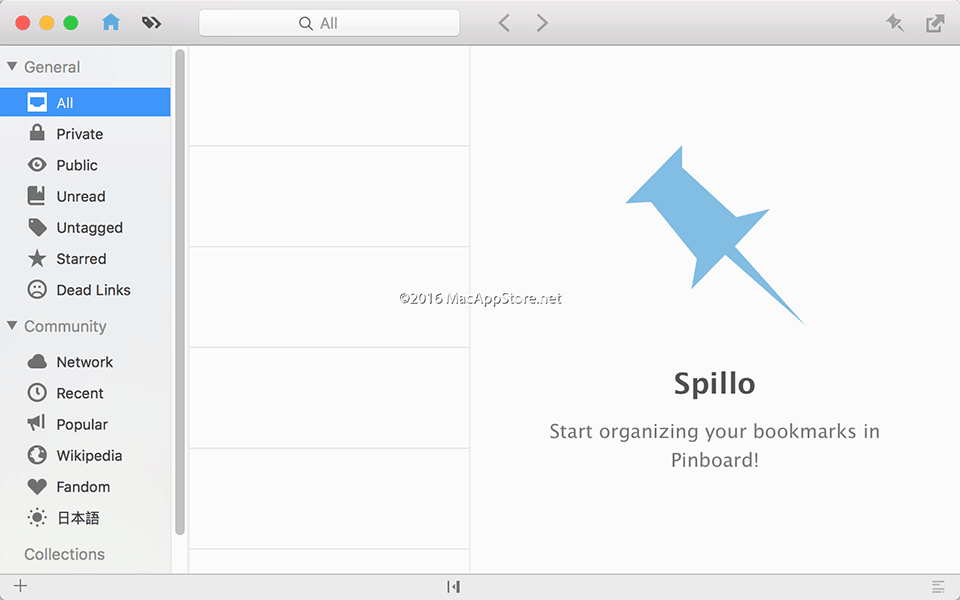 All
General
All
Private
Public
Unread
Untagged
Starred
Dead Links
Community
Network
Recent
Popular
Wikipedia
Fandom
日本語
Collections
©2016 MacAppStore.net
Spillo
Start organizing your bookmarks in
Pinboard!